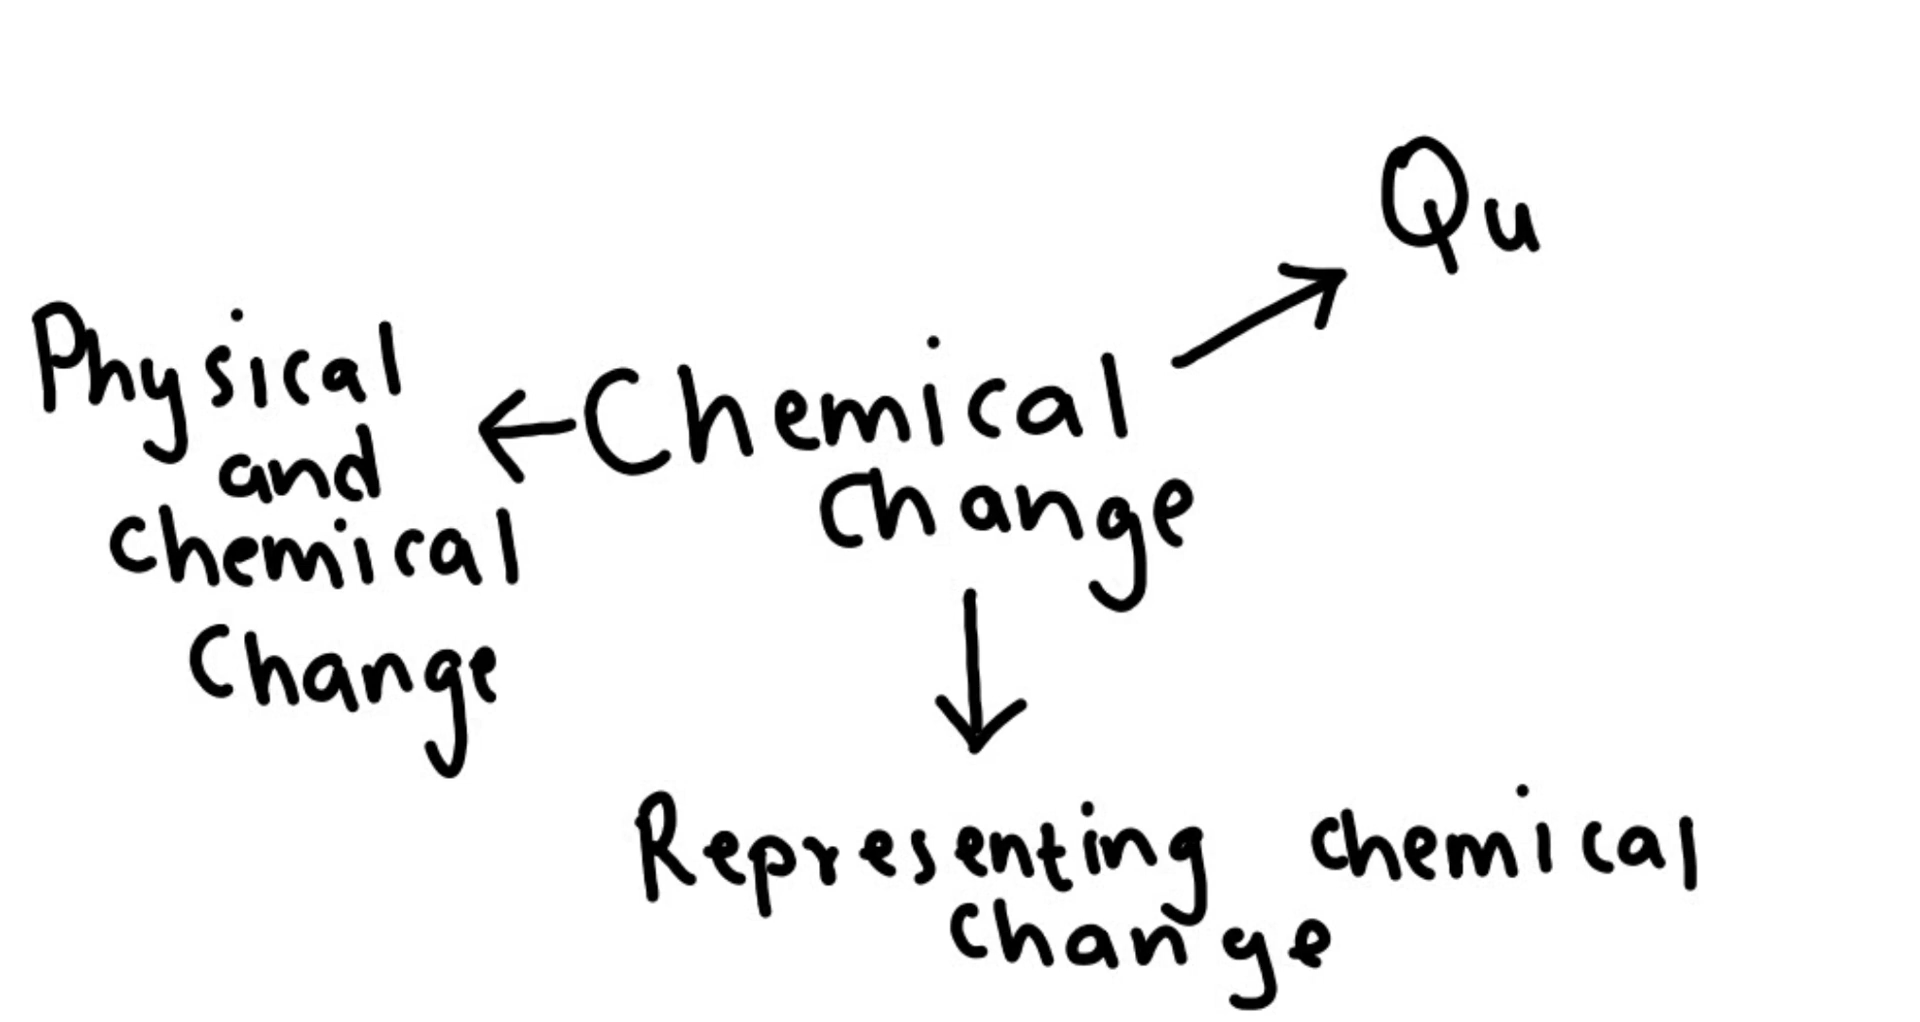 Qu
Chemical
Change
Physical
and
chemical
Change
Representing chemical
change